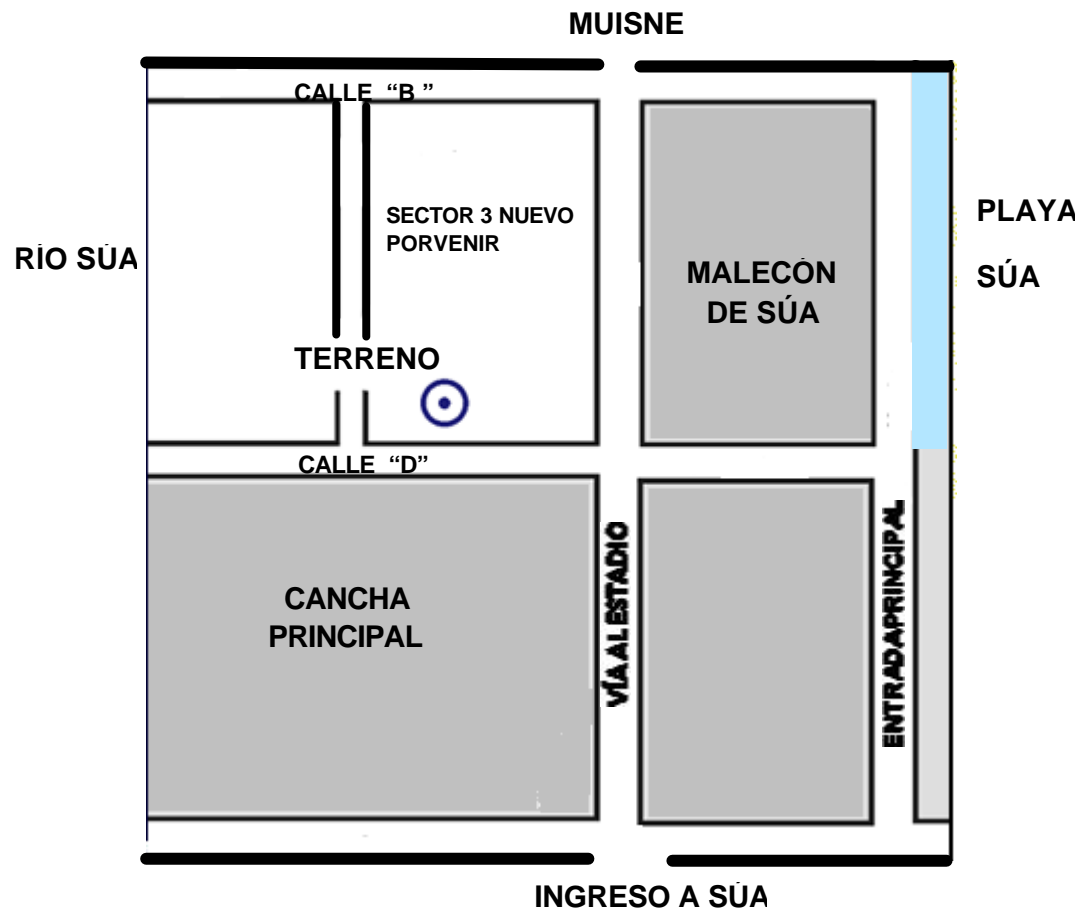 MUISNE
CALLE "B"
SECTOR 3 NUEVO
PORVENIR
PLAYA
SÚA
RÍO SÚA
MALECÓN
DE SÚA
TERRENO
CALLE "D"
CANCHA
PRINCIPAL
VÍA AL ESTADIO
ENTRADA PRINCIPAL
INGRESO A SÚA